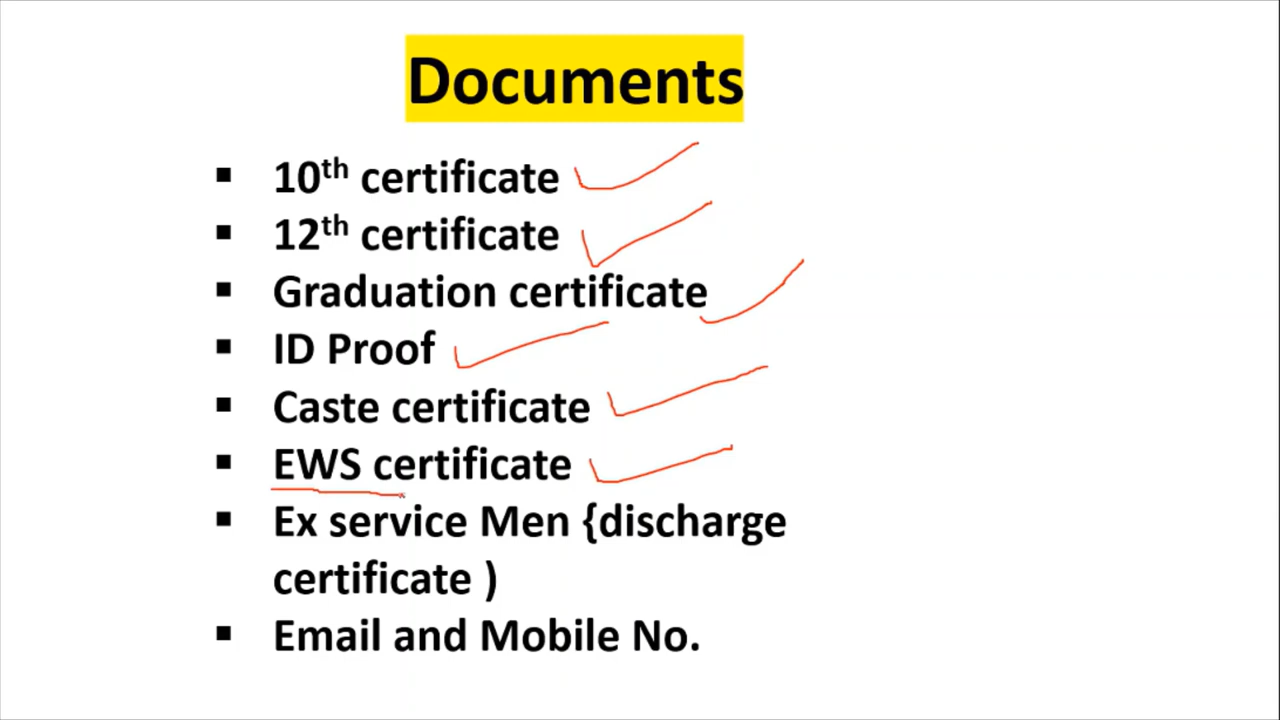 Documents
▪ 10th certificate
▪ 12th certificate
▪ Graduation certificate
▪ ID Proof
▪ Caste certificate
▪ EWS certificate
▪ Ex service Men {discharge
certificate )
▪ Email and Mobile No.